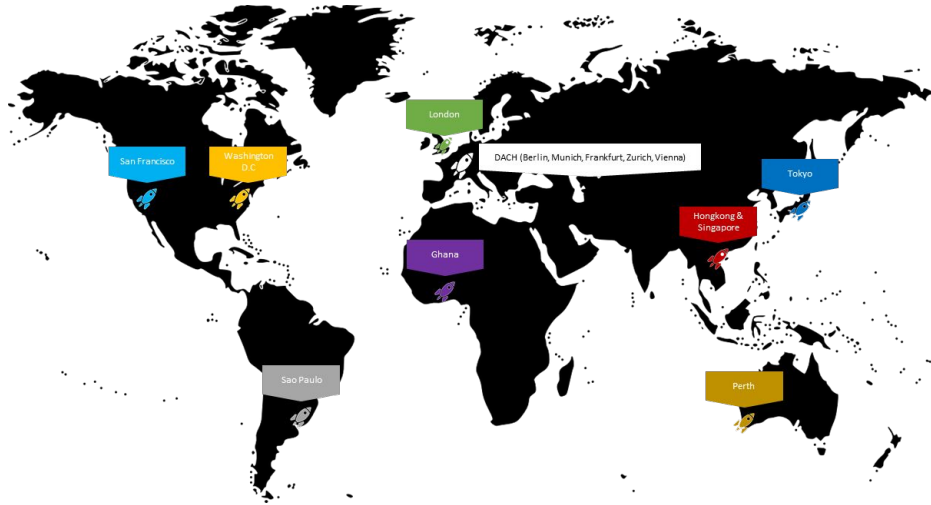 London
San Francisco
Washington
D.C
DACH (Berlin, Munich, Frankfurt, Zurich, Vienna)
Tokyo
Hongkong &
Singapore
Ghana
Sao Paulo
Perth